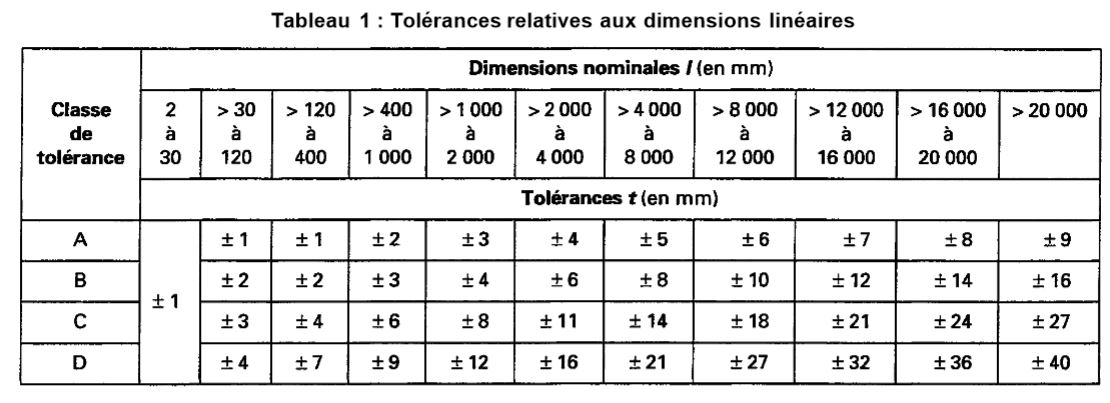 Tableau 1 : Tolérances relatives aux dimensions linéaires
Dimensions nominales l (en mm)
Classe de tolérance
2 à 30 > 30 à 120 > 120 à 400 > 400 à 1 000 > 1 000 à 2 000 > 2 000 à 4 000 > 4 000 à 8 000 > 8 000 à 12 000 > 12 000 à 16 000 > 16 000 à 20 000 > 20 000
Tolérances t (en mm)
A ± 1 ± 1 ± 2 ± 3 ± 4 ± 5 ± 6 ± 7 ± 8 ± 9
B ± 2 ± 2 ± 3 ± 4 ± 6 ± 8 ± 10 ± 12 ± 14 ± 16
± 1
C ± 3 ± 4 ± 6 ± 8 ± 11 ± 14 ± 18 ± 21 ± 24 ± 27
D ± 4 ± 7 ± 9 ± 12 ± 16 ± 21 ± 27 ± 32 ± 36 ± 40